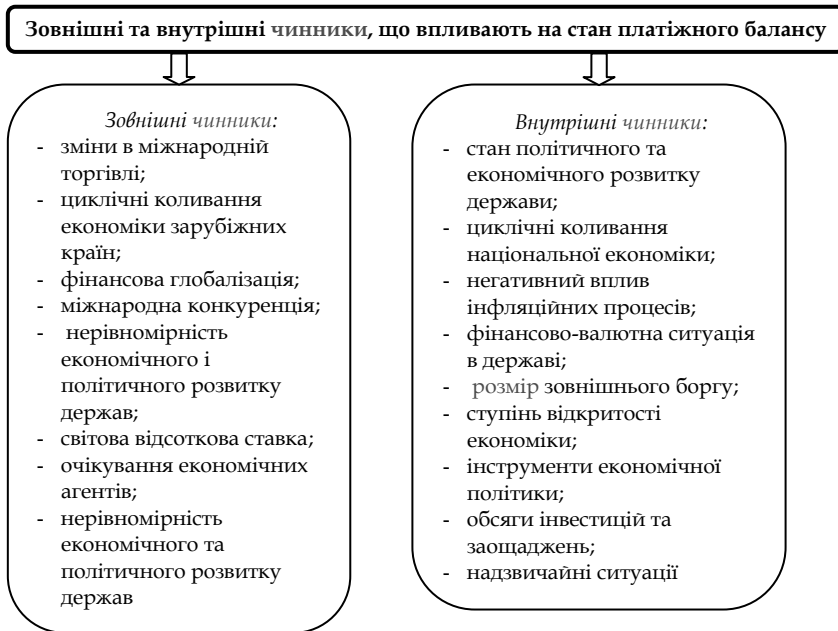 Зовнішні та внутрішні чинники, що впливають на стан платіжного балансу
Зовнішні чинники:
- зміни в міжнародній
торгівлі;
- циклічні коливання
економіки зарубіжних
країн;
- фінансова глобалізація;
- міжнародна конкуренція;
- нерівномірність
економічного і
політичного розвитку
держав;
- світова відсоткова ставка;
- очікування економічних
агентів;
- нерівномірність
економічного та
політичного розвитку
держав
Внутрішні чинники:
- стан політичного та
економічного розвитку
держави;
- циклічні коливання
національної економіки;
- негативний вплив
інфляційних процесів;
- фінансово-валютна ситуація
в державі;
- розмір зовнішнього боргу;
- ступінь відкритості
економіки;
- інструменти економічної
політики;
- обсяги інвестицій та
заощаджень;
- надзвичайні ситуації